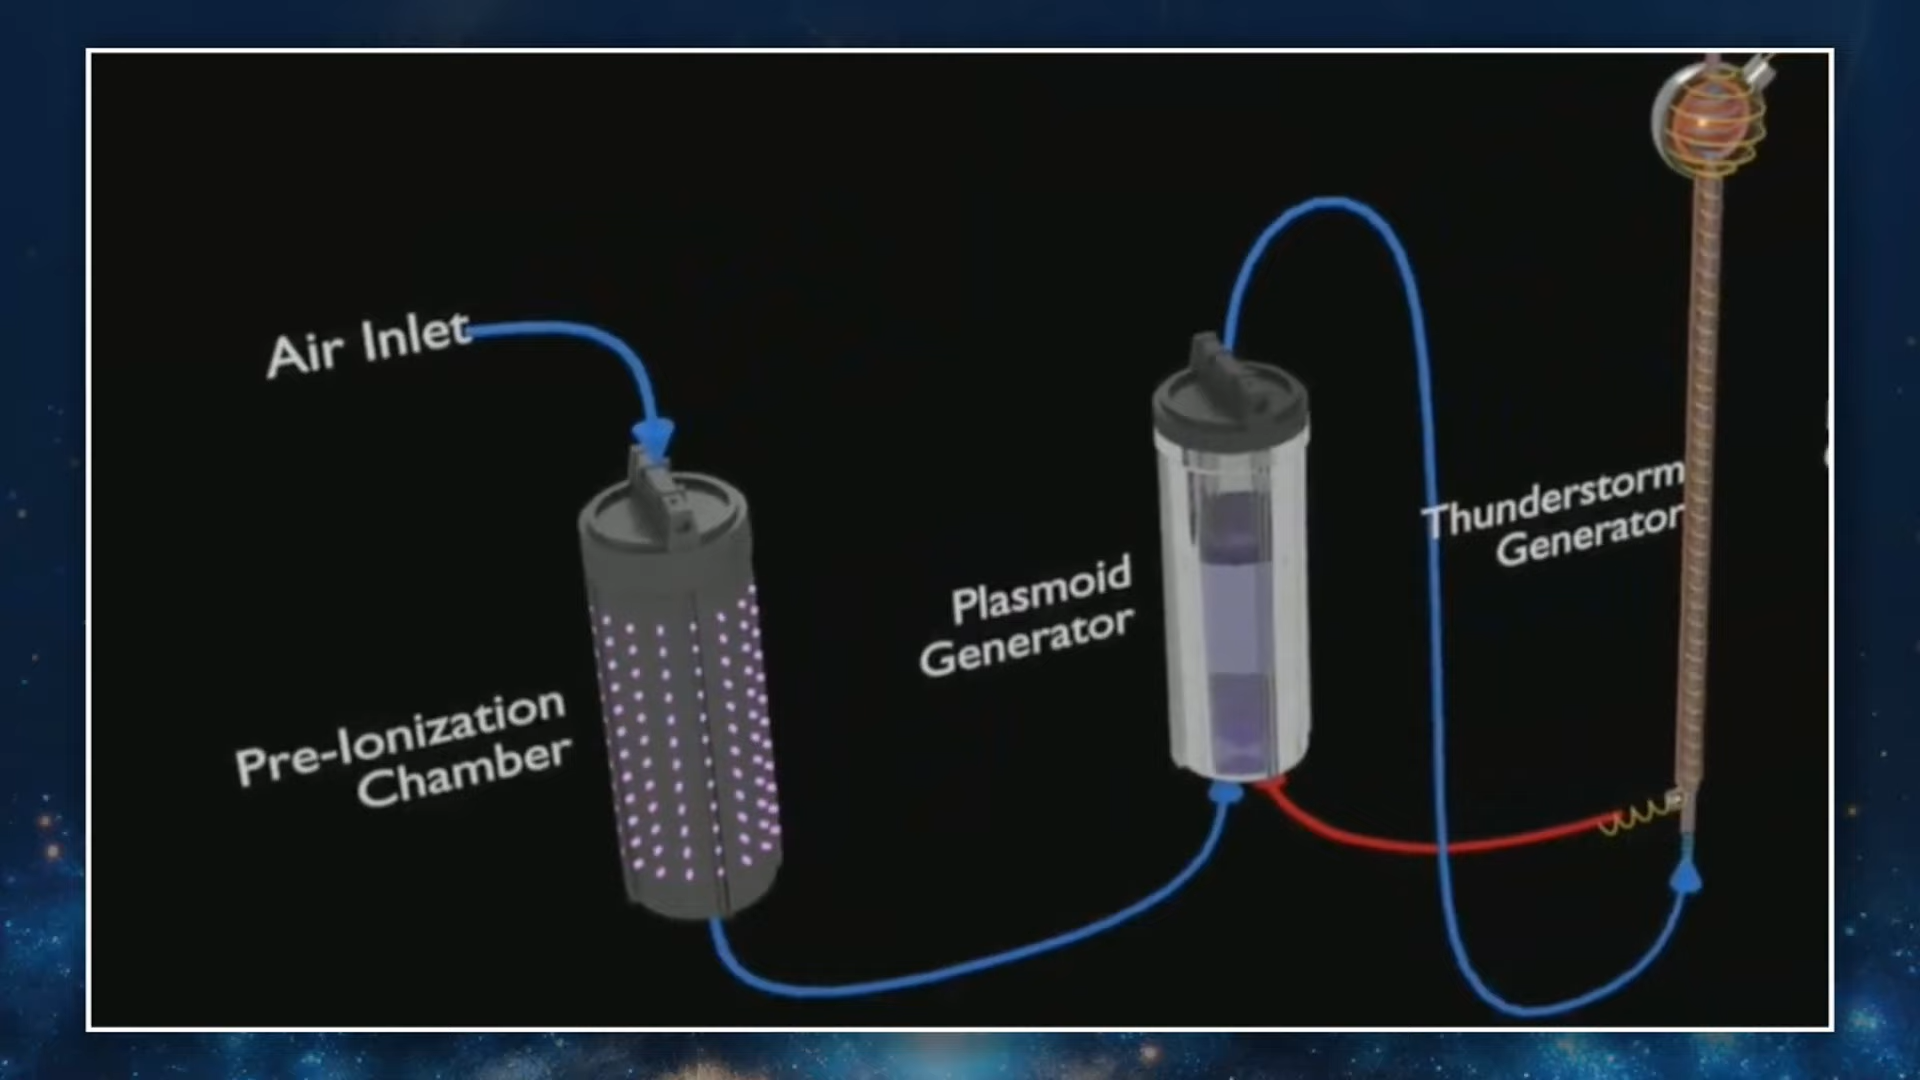 Air Inlet
Pre-Ionization
Chamber
Plasmoid
Generator
Thunderstorm
Generator